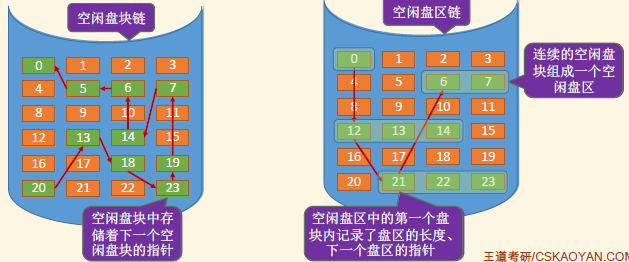 空闲盘块链
0 1 2 3
4 5 6 7
8 9 10 11
12 13 14 15
16 17 18 19
20 21 22 23
空闲盘块中存
储着下一个空
闲盘块的指针
空闲盘区链
0 1 2 3
4 5 6 7
8 9 10 11
12 13 14 15
16 17 18 19
20 21 22 23
连续的空闲盘
块组成一个空
闲盘区
空闲盘区中的第一个盘
块内记录了盘区的长度、
下一个盘区的指针
王道考研/CSKAOYAN.COM